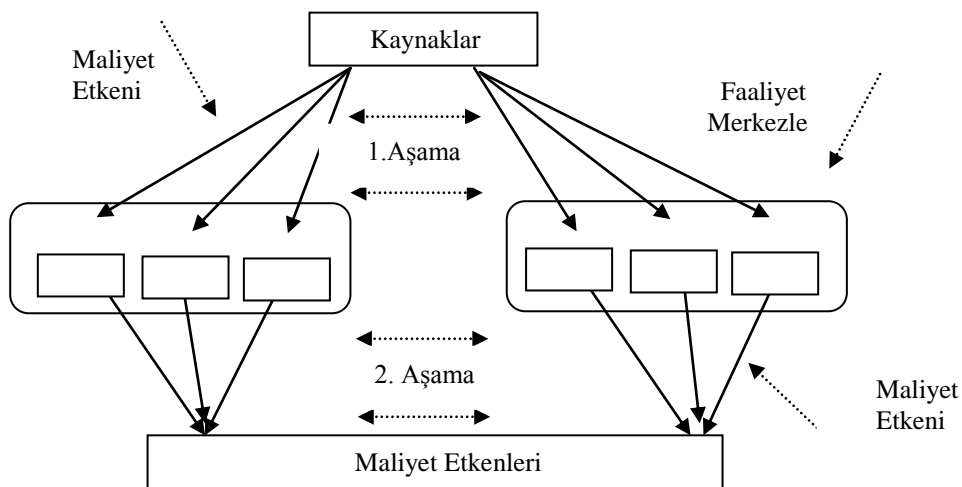 Kaynaklar
Maliyet
Etkeni
Faaliyet
Merkezle
1.Aşama
2. Aşama
Maliyet
Etkeni
Maliyet Etkenleri